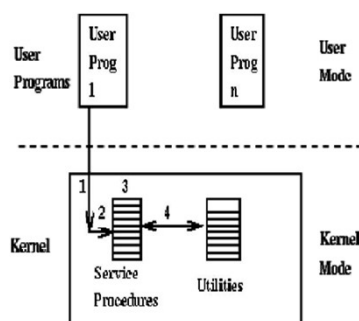 User
Programs
User
Prog
1
User
Prog
n
User
Mode
1
2
3
4
Kernel
Service
Procedures
Utilities
Kernel
Mode